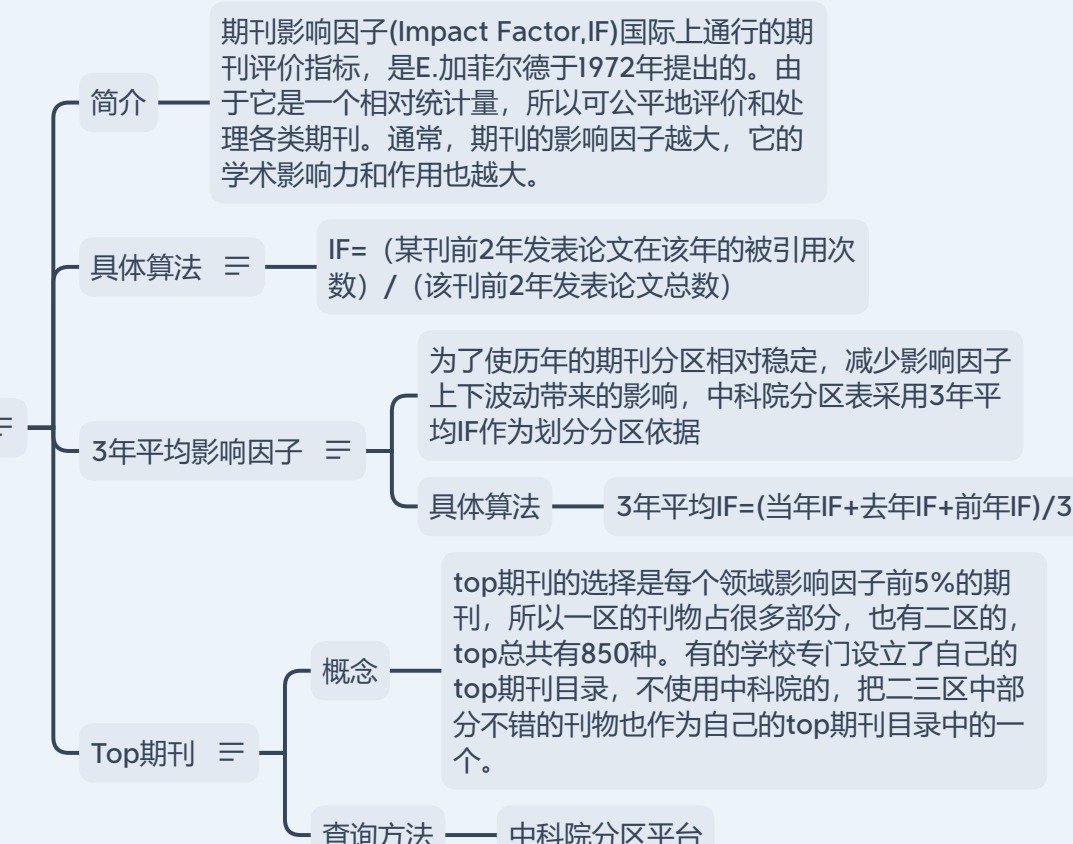 简介
期刊影响因子(Impact Factor,IF)国际上通行的期
刊评价指标，是E.加菲尔德于1972年提出的。由
于它是一个相对统计量，所以可公平地评价和处
理各类期刊。通常，期刊的影响因子越大，它的
学术影响力和作用也越大。
具体算法
IF=（某刊前2年发表论文在该年的被引用次
数）/（该刊前2年发表论文总数）
3年平均影响因子
为了使历年的期刊分区相对稳定，减少影响因子
上下波动带来的影响，中科院分区表采用3年平
均IF作为划分分区依据
具体算法
3年平均IF=(当年IF+去年IF+前年IF)/3
Top期刊
概念
top期刊的选择是每个领域影响因子前5%的期
刊，所以一区的刊物占很多部分，也有二区的，
top总共有850种。有的学校专门设立了自己的
top期刊目录，不使用中科院的，把二三区中部
分不错的刊物也作为自己的top期刊目录中的一
个。
查询方法
中科院分区平台